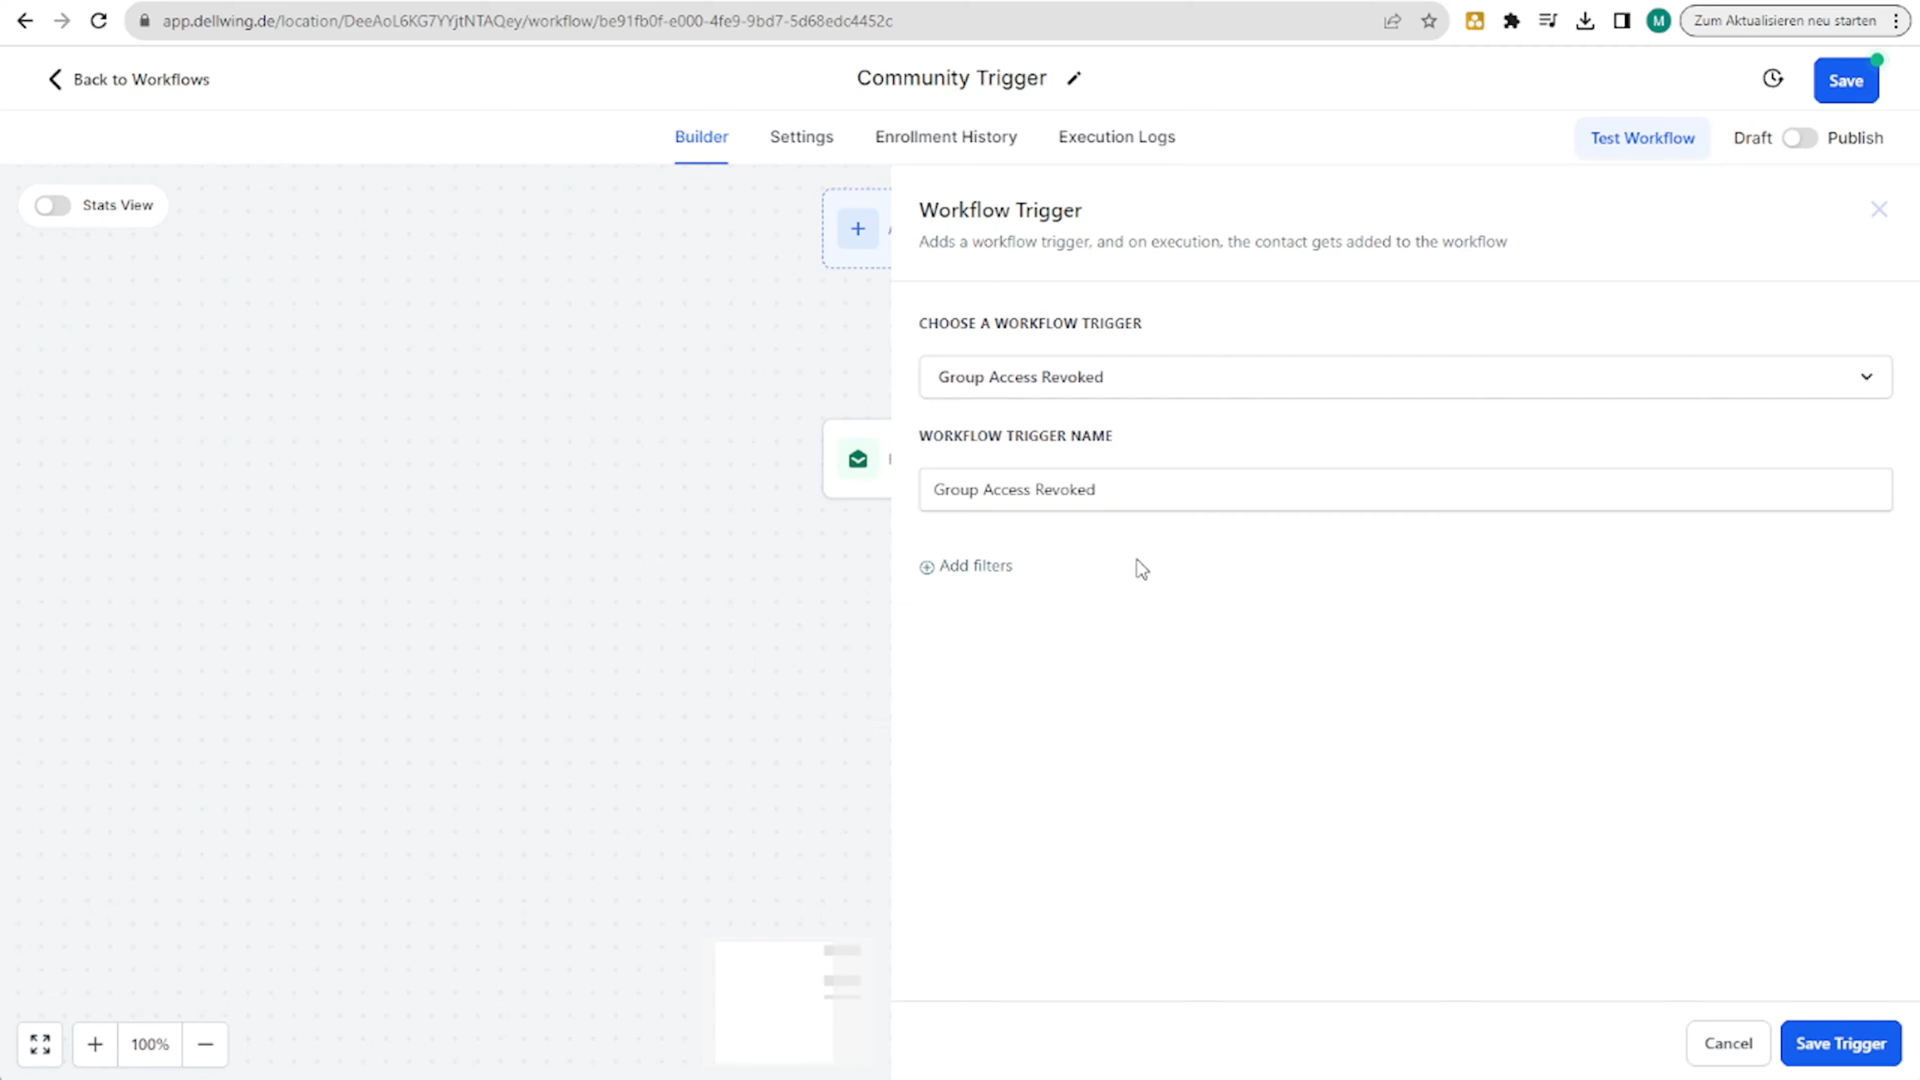 app.dellwing.de/location/DeeAoL6KG7YYjtNTAQey/workflow/be91fb0f-e000-4fe9-9bd7-5d68edc4452c
M
Zum Aktualisieren neu starten
Back to Workflows
Community Trigger
Save
Builder
Settings
Enrollment History
Execution Logs
Test Workflow
Draft
Publish
Stats View
Workflow Trigger
Adds a workflow trigger, and on execution, the contact gets added to the workflow
CHOOSE A WORKFLOW TRIGGER
Group Access Revoked
WORKFLOW TRIGGER NAME
Group Access Revoked
Add filters
100%
Cancel
Save Trigger